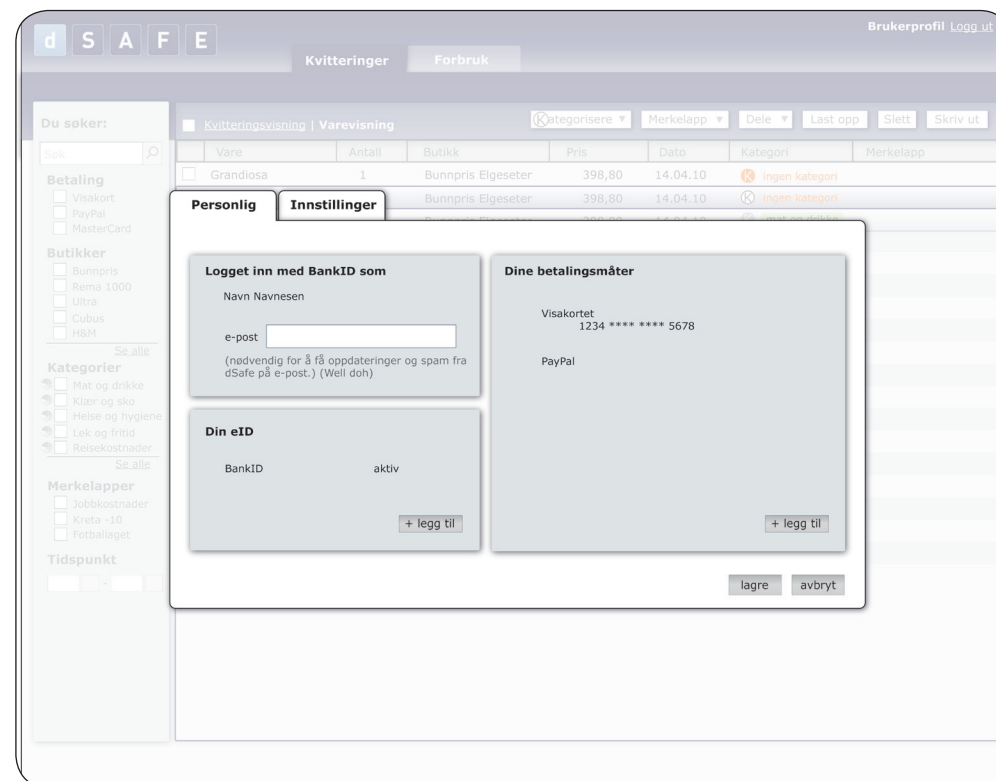 d S A F E
Brukerprofil Logg ut
Kvitteringer Forbruk
Du søker:
Søk
Betaling
Visakort
PayPal
MasterCard
Butikker
Bunnpris
Rema 1000
Ultra
Cubus
H&M
Se alle
Kategorier
Mat og drikke
Klær og sko
Helse og hygiene
Lek og fritid
Reisekostnader
Se alle
Merkelapper
Jobbkostnader
Kreta -10
Fotballaget
Tidspunkt
-
Kvitteringsvisning | Varevisning
Kategorisere ▼ Merkelapp ▼ Dele ▼ Last opp Slett Skriv ut
Vare Antall Butikk Pris Dato Kategori Merkelapp
Grandiosa 1 Bunnpris Elgeseter 398,80 14.04.10 K ingen kategori
Bunnpris Elgeseter 398,80 14.04.10 K ingen kategori
mat og drikke
Personlig Innstillinger
Logget inn med BankID som
Navn Navnesen
e-post
(nødvendig for å få oppdateringer og spam fra
dSafe på e-post.) (Well doh)
Din eID
BankID aktiv
+ legg til
Dine betalingsmåter
Visakortet
1234 **** **** 5678
PayPal
+ legg til
lagre avbryt